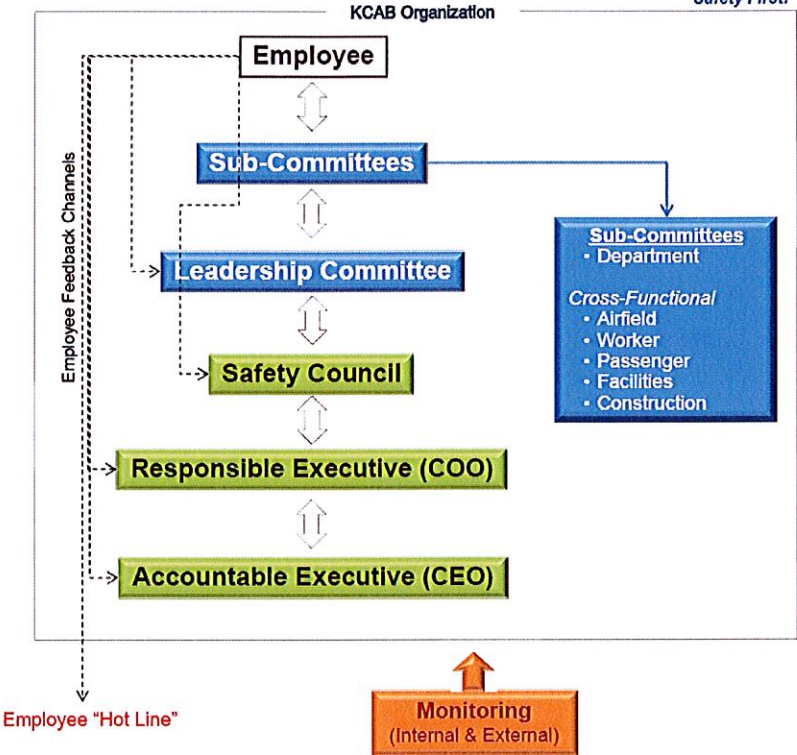 Safety First!
KCAB Organization
Employee
Sub-Committees
Leadership Committee
Safety Council
Responsible Executive (COO)
Accountable Executive (CEO)
Employee Feedback Channels
Sub-Committees
· Department
Cross-Functional
· Airfield
· Worker
· Passenger
· Facilities
· Construction
Employee “Hot Line”
Monitoring
(Internal & External)